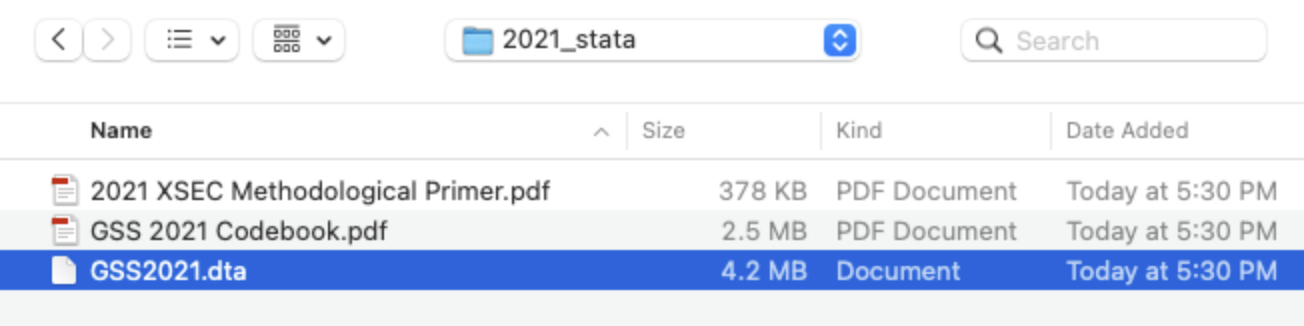 2021_stata Search
Name Size Kind Date Added
2021 XSEC Methodological Primer.pdf 378 KB PDF Document Today at 5:30 PM
GSS 2021 Codebook.pdf 2.5 MB PDF Document Today at 5:30 PM
GSS2021.dta 4.2 MB Document Today at 5:30 PM